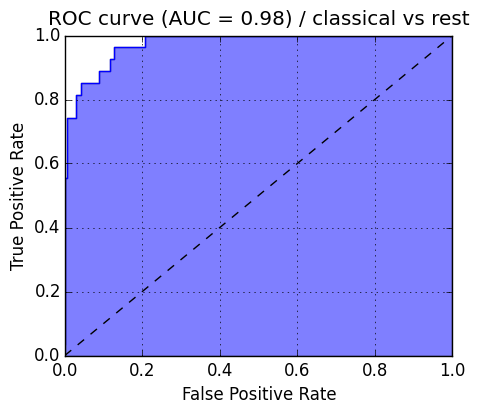 ROC curve (AUC = 0.98) / classical vs rest
1.0
0.8
0.6
0.4
0.2
0.0
True Positive Rate
0.0 0.2 0.4 0.6 0.8 1.0
False Positive Rate